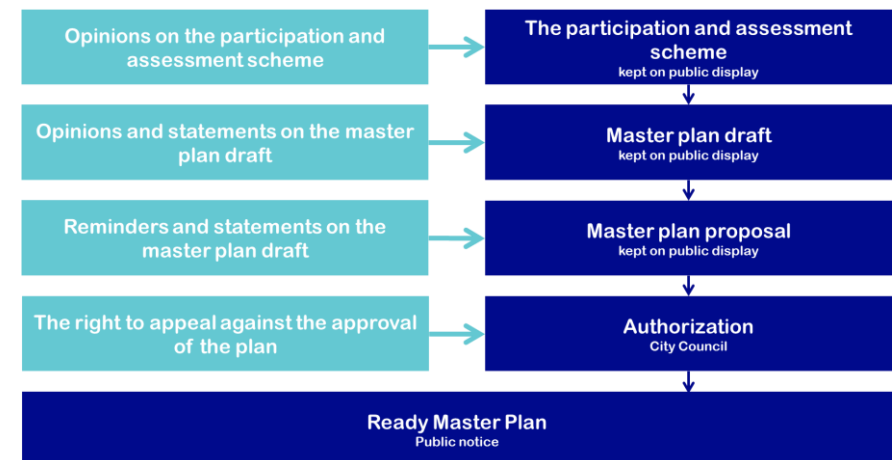 Opinions on the participation and
assessment scheme
The participation and assessment
scheme
kept on public display
Opinions and statements on the master
plan draft
Master plan draft
kept on public display
Reminders and statements on the
master plan draft
Master plan proposal
kept on public display
The right to appeal against the approval
of the plan
Authorization
City Council
Ready Master Plan
Public notice